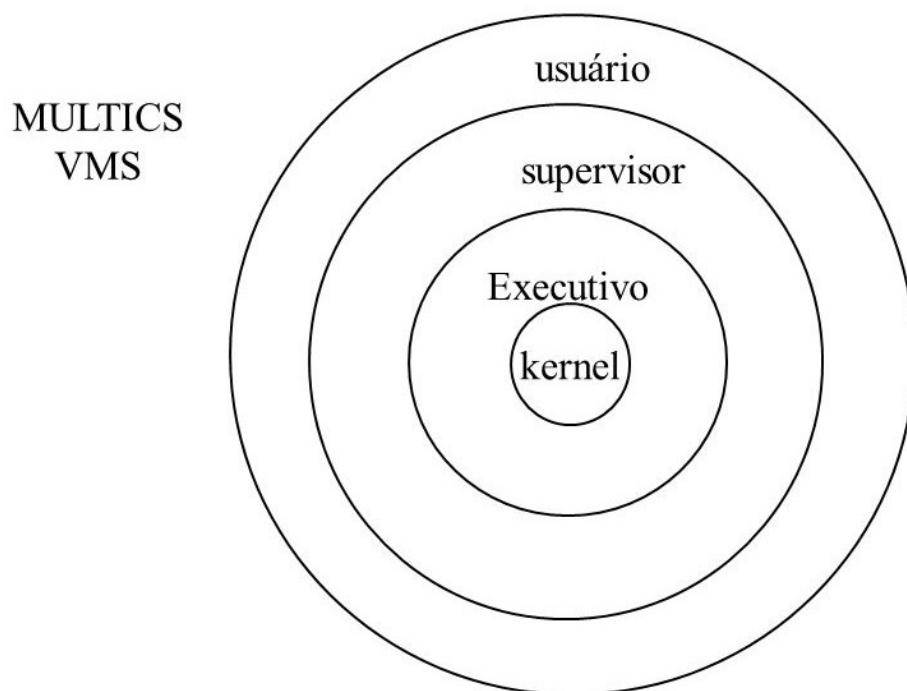 usuário
MULTICS
VMS
supervisor
Executivo
kernel